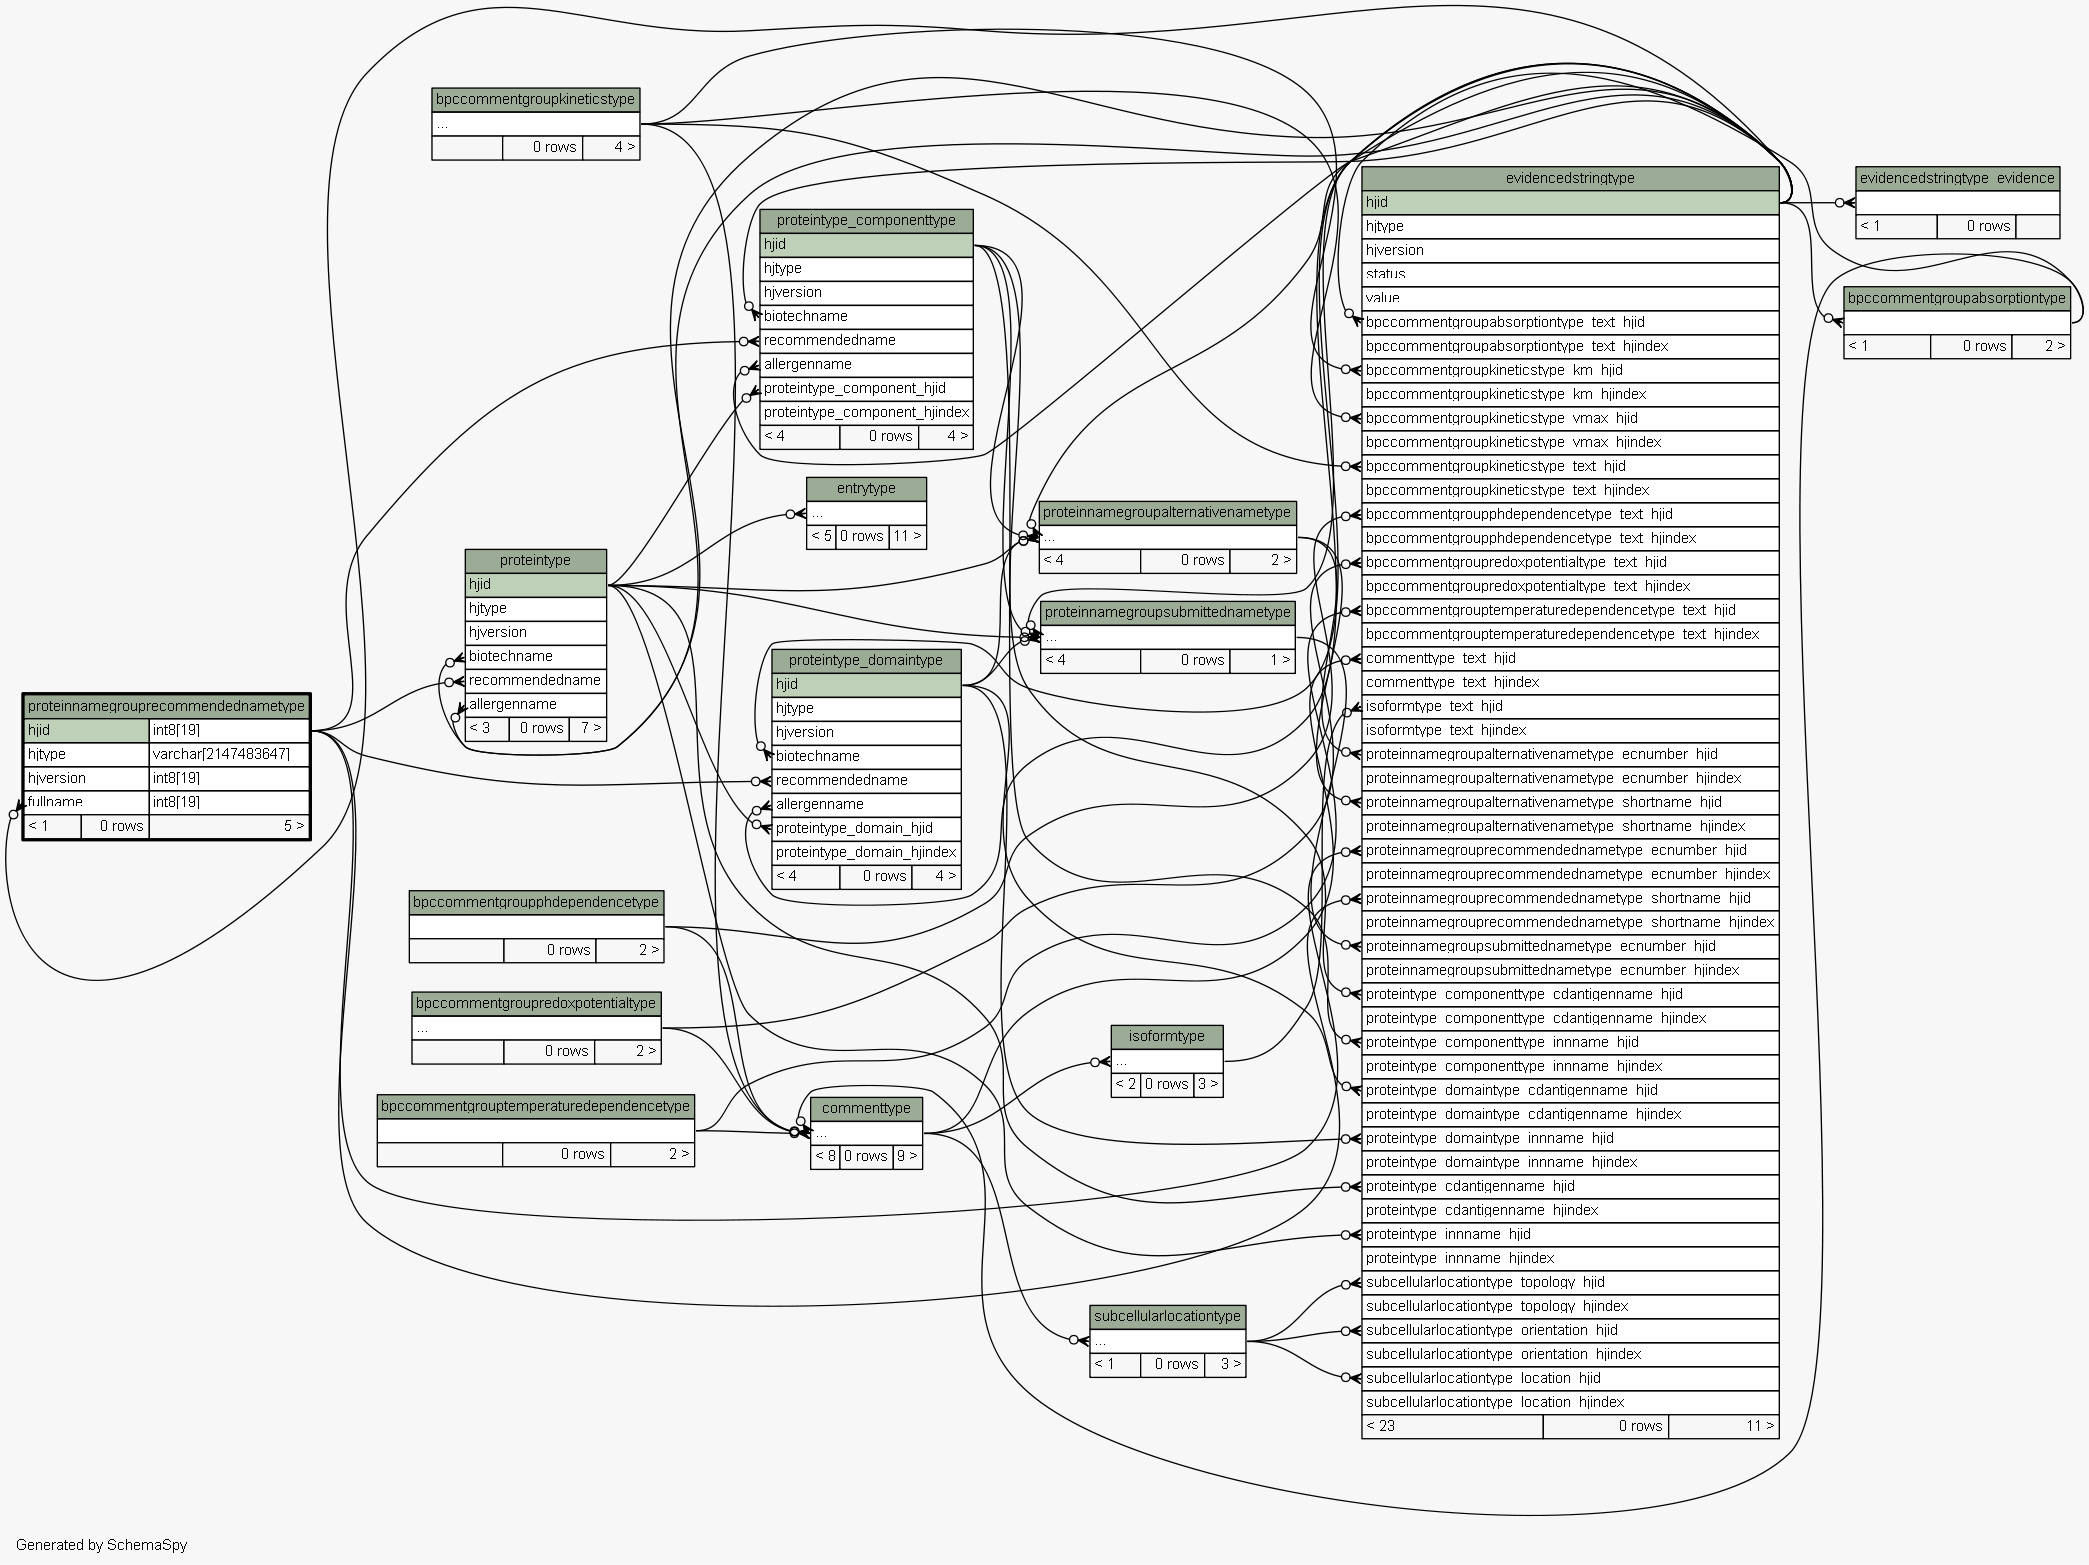 bpccommentgroupkineticstype
...
0 rows 4 >
evidencedstringtype
hjid
hjtype
hjversion
status
value
bpccommentgroupabsorptiontype_text_hjid
bpccommentgroupabsorptiontype_text_hjindex
bpccommentgroupkineticstype_km_hjid
bpccommentgroupkineticstype_km_hjindex
bpccommentgroupkineticstype_vmax_hjid
bpccommentgroupkineticstype_vmax_hjindex
bpccommentgroupkineticstype_text_hjid
bpccommentgroupkineticstype_text_hjindex
bpccommentgroupphdependencetype_text_hjid
bpccommentgroupphdependencetype_text_hjindex
bpccommentgroupredoxpotentialtype_text_hjid
bpccommentgroupredoxpotentialtype_text_hjindex
bpccommentgrouptemperaturedependencetype_text_hjid
bpccommentgrouptemperaturedependencetype_text_hjindex
commenttype_text_hjid
commenttype_text_hjindex
isoformtype_text_hjid
isoformtype_text_hjindex
proteinnamegroupalternativenametype_ecnumber_hjid
proteinnamegroupalternativenametype_ecnumber_hjindex
proteinnamegroupalternativenametype_shortname_hjid
proteinnamegroupalternativenametype_shortname_hjindex
proteinnamegrouprecommendednametype_ecnumber_hjid
proteinnamegrouprecommendednametype_ecnumber_hjindex
proteinnamegrouprecommendednametype_shortname_hjid
proteinnamegrouprecommendednametype_shortname_hjindex
proteinnamegroupsubmittednametype_ecnumber_hjid
proteinnamegroupsubmittednametype_ecnumber_hjindex
proteintype_componenttype_cdantigenname_hjid
proteintype_componenttype_cdantigenname_hjindex
proteintype_componenttype_innname_hjid
proteintype_componenttype_innname_hjindex
proteintype_domaintype_cdantigenname_hjid
proteintype_domaintype_cdantigenname_hjindex
proteintype_domaintype_innname_hjid
proteintype_domaintype_innname_hjindex
proteintype_cdantigenname_hjid
proteintype_cdantigenname_hjindex
proteintype_innname_hjid
proteintype_innname_hjindex
subcellularlocationtype_topology_hjid
subcellularlocationtype_topology_hjindex
subcellularlocationtype_orientation_hjid
subcellularlocationtype_orientation_hjindex
subcellularlocationtype_location_hjid
subcellularlocationtype_location_hjindex
< 23 0 rows 11 >
evidencedstringtype_evidence
< 1 0 rows
bpccommentgroupabsorptiontype
< 1 0 rows 2 >
proteintype_componenttype
hjid
hjtype
hjversion
biotechname
recommendedname
allergenname
proteintype_component_hjid
proteintype_component_hjindex
< 4 0 rows 4 >
entrytype
...
< 5 0 rows 11 >
proteinnamegroupalternativenametype
...
< 4 0 rows 2 >
proteintype
hjid
hjtype
hjversion
biotechname
recommendedname
allergenname
< 3 0 rows 7 >
proteinnamegroupsubmittednametype
...
< 4 0 rows 1 >
proteintype_domaintype
hjid
hjtype
hjversion
biotechname
recommendedname
allergenname
proteintype_domain_hjid
proteintype_domain_hjindex
< 4 0 rows 4 >
proteinnamegrouprecommendednametype
hjid int8[19]
hjtype varchar[2147483647]
hjversion int8[19]
fullname int8[19]
< 1 0 rows 5 >
bpccommentgroupphdependencetype
0 rows 2 >
bpccommentgroupredoxpotentialtype
...
0 rows 2 >
isoformtype
...
< 2 0 rows 3 >
bpccommentgrouptemperaturedependencetype
0 rows 2 >
commenttype
...
< 8 0 rows 9 >
subcellularlocationtype
...
< 1 0 rows 3 >
Generated by SchemaSpy